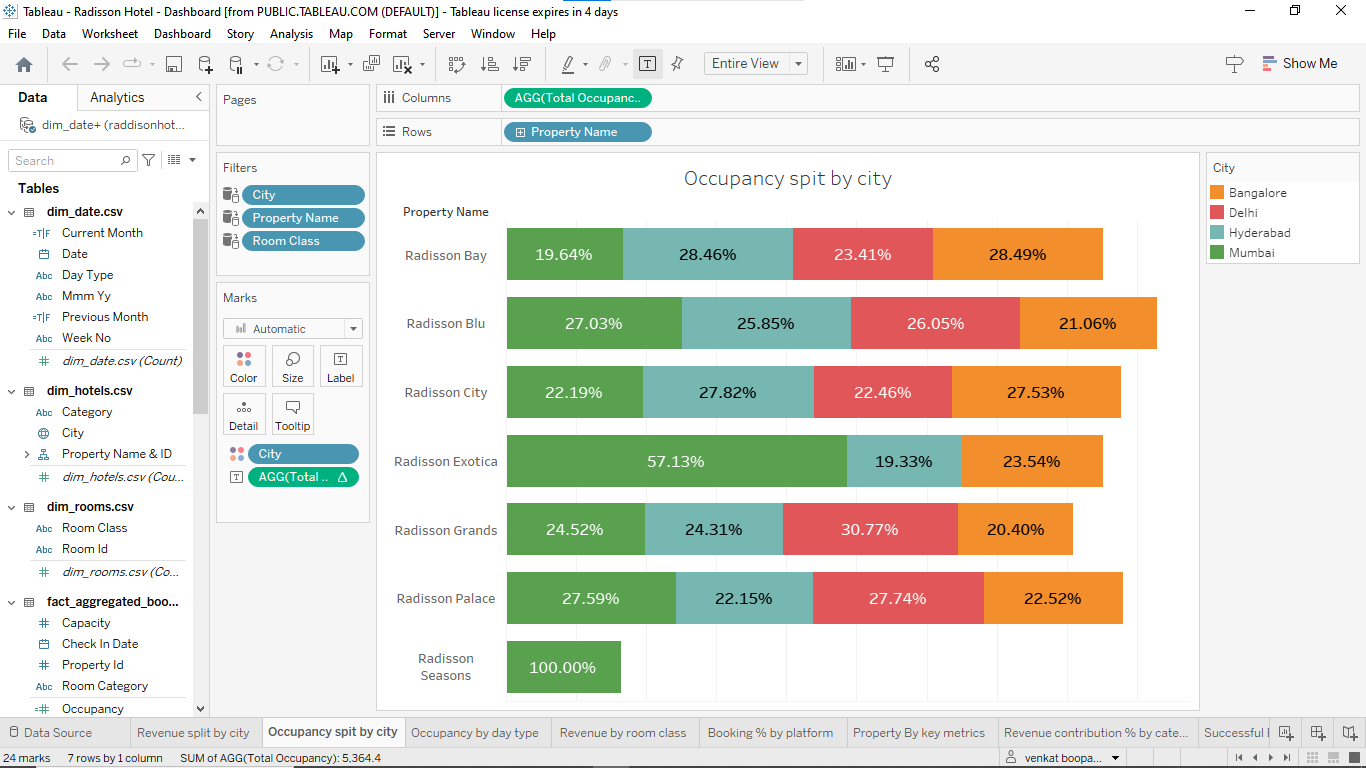 Tableau - Radisson Hotel - Dashboard [from PUBLIC.TABLEAU.COM (DEFAULT)] - Tableau license expires in 4 days
File Data Worksheet Dashboard Story Analysis Map Format Server Window Help
Entire View
Show Me
Data Analytics
dim_date+ (raddisonhot...
Search
Tables
dim_date.csv
=T|F Current Month
Date
Abc Day Type
Abc Mmm Yy
=T|F Previous Month
Abc Week No
dim_date.csv (Count)
dim_hotels.csv
Abc Category
City
Property Name & ID
dim_hotels.csv (Cou...
dim_rooms.csv
Abc Room Class
Abc Room Id
dim_rooms.csv (Co...
fact_aggregated_boo...
Capacity
Check In Date
Property Id
Abc Room Category
Occupancy
Pages
Filters
City
Property Name
Room Class
Marks
Automatic
Color Size Label
Detail Tooltip
City
AGG(Total ..
Columns AGG(Total Occupanc..
Rows Property Name
Occupancy spit by city
Property Name
Radisson Bay 19.64% 28.46% 23.41% 28.49%
Radisson Blu 27.03% 25.85% 26.05% 21.06%
Radisson City 22.19% 27.82% 22.46% 27.53%
Radisson Exotica 57.13% 19.33% 23.54%
Radisson Grands 24.52% 24.31% 30.77% 20.40%
Radisson Palace 27.59% 22.15% 27.74% 22.52%
Radisson
Seasons
100.00%
City
Bangalore
Delhi
Hyderabad
Mumbai
Data Source Revenue split by city Occupancy spit by city Occupancy by day type Revenue by room class Booking % by platform Property By key metrics Revenue contribution % by cate... Successful
24 marks 7 rows by 1 column SUM of AGG(Total Occupancy): 5,364.4 venkat boopa...